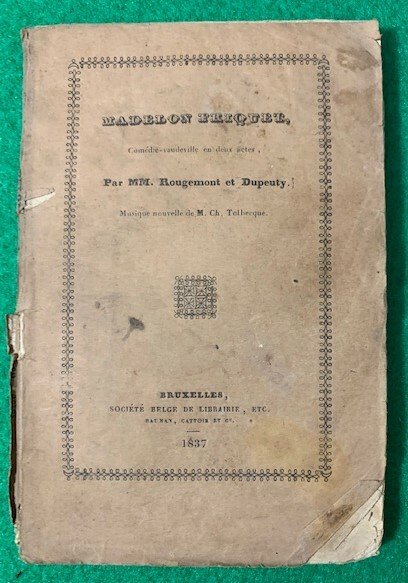 MADELON FRIQUET,
Comédie-vaudeville en deux actes,
Par MM. Rougemont et Dupeuty.
Musique nouvelle de M. Ch. Tolbecque.
BRUXELLES,
SOCIÉTÉ BELGE DE LIBRAIRIE, ETC.
HAUMAN, CATTOIR ET Ce.
1837